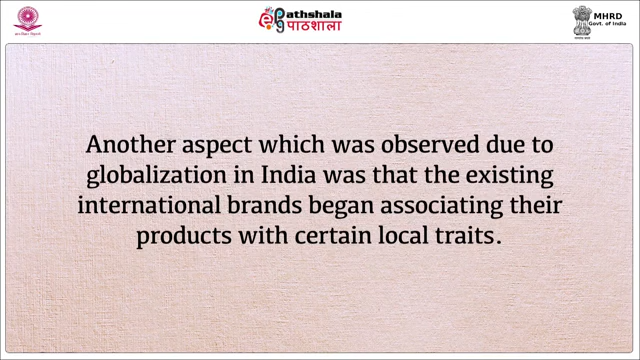 Pathshala
पाठशाला
MHRD
Govt. of India
Another aspect which was observed due to
globalization in India was that the existing
international brands began associating their
products with certain local traits.